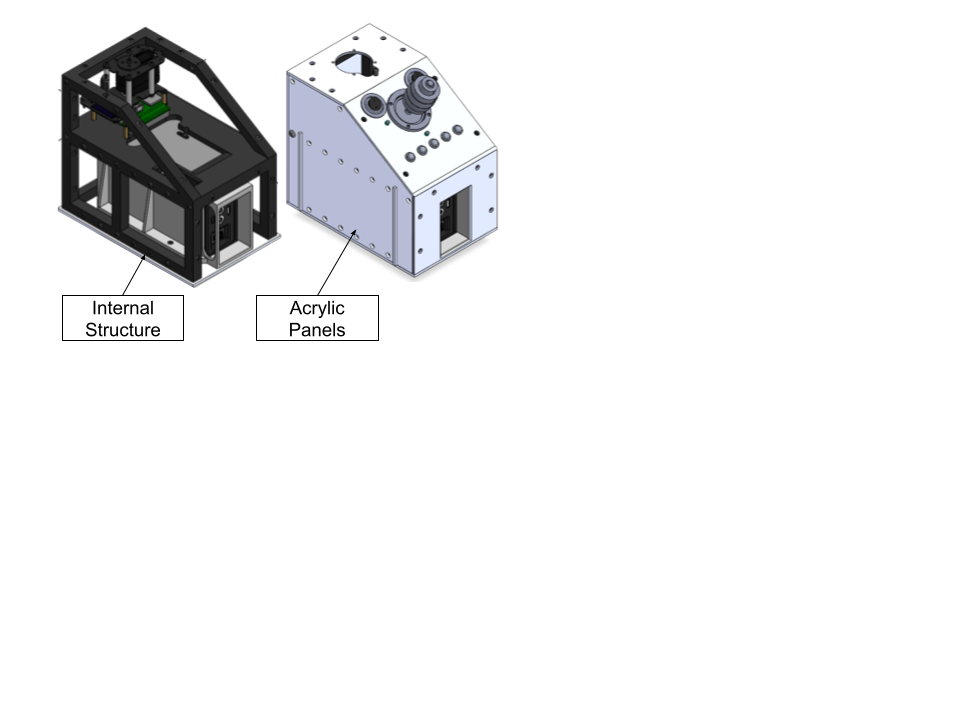 Internal
Structure
Acrylic
Panels